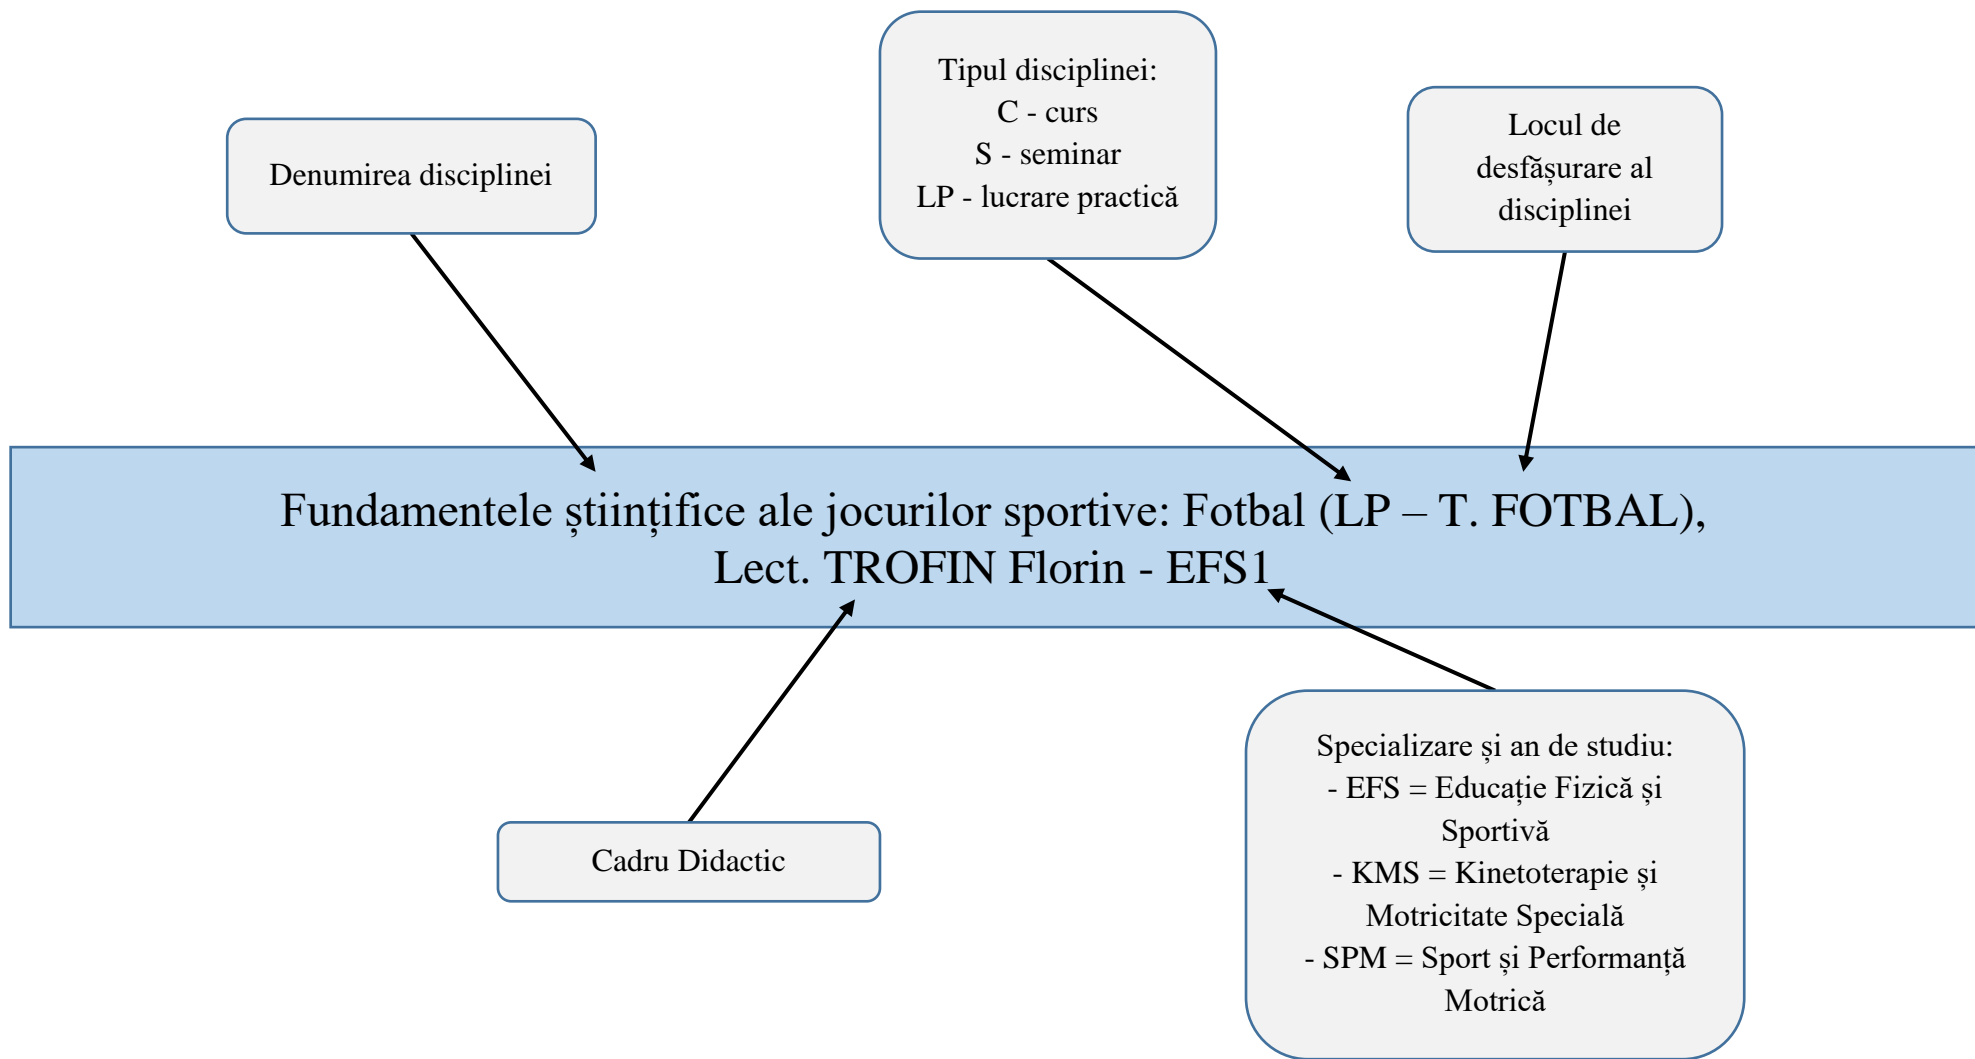 Tipul disciplinei:
C - curs
S - seminar
LP - lucrare practică
Locul de
desfășurare al
disciplinei
Denumirea disciplinei
Fundamentele științifice ale jocurilor sportive: Fotbal (LP – T. FOTBAL),
Lect. TROFIN Florin - EFS1
Cadru Didactic
Specializare și an de studiu:
- EFS = Educație Fizică și
Sportivă
- KMS = Kinetoterapie și
Motricitate Specială
- SPM = Sport și Performanță
Motrică